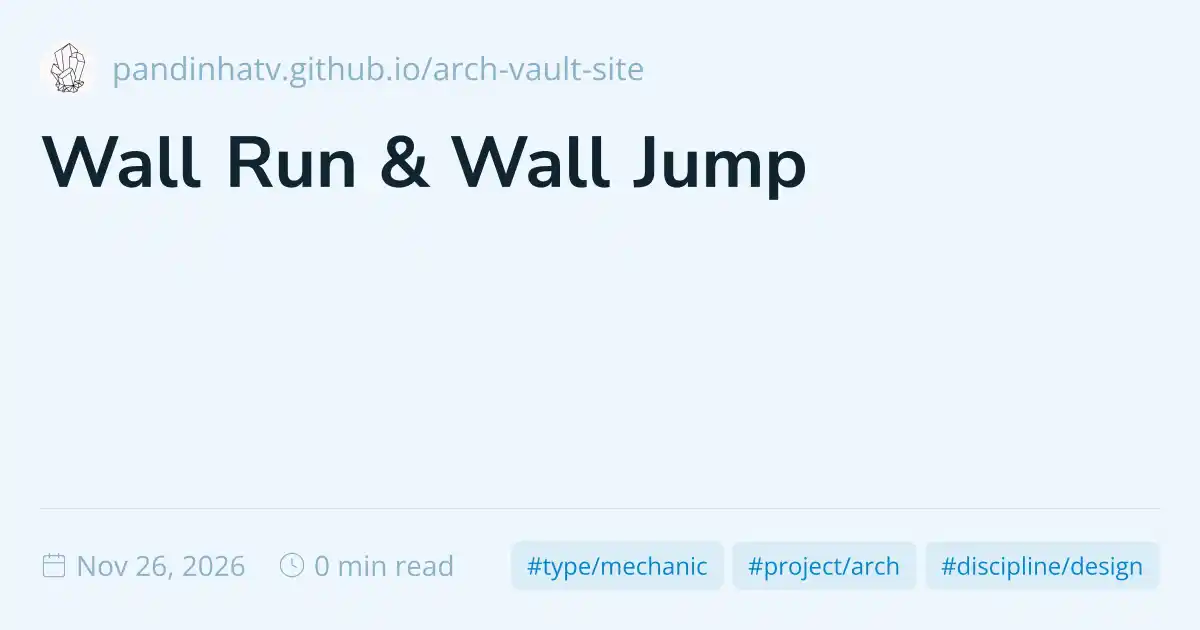 pandinhatv.github.io/arch-vault-site
Wall Run & Wall Jump
Nov 26, 2026 0 min read #type/mechanic #project/arch #discipline/design